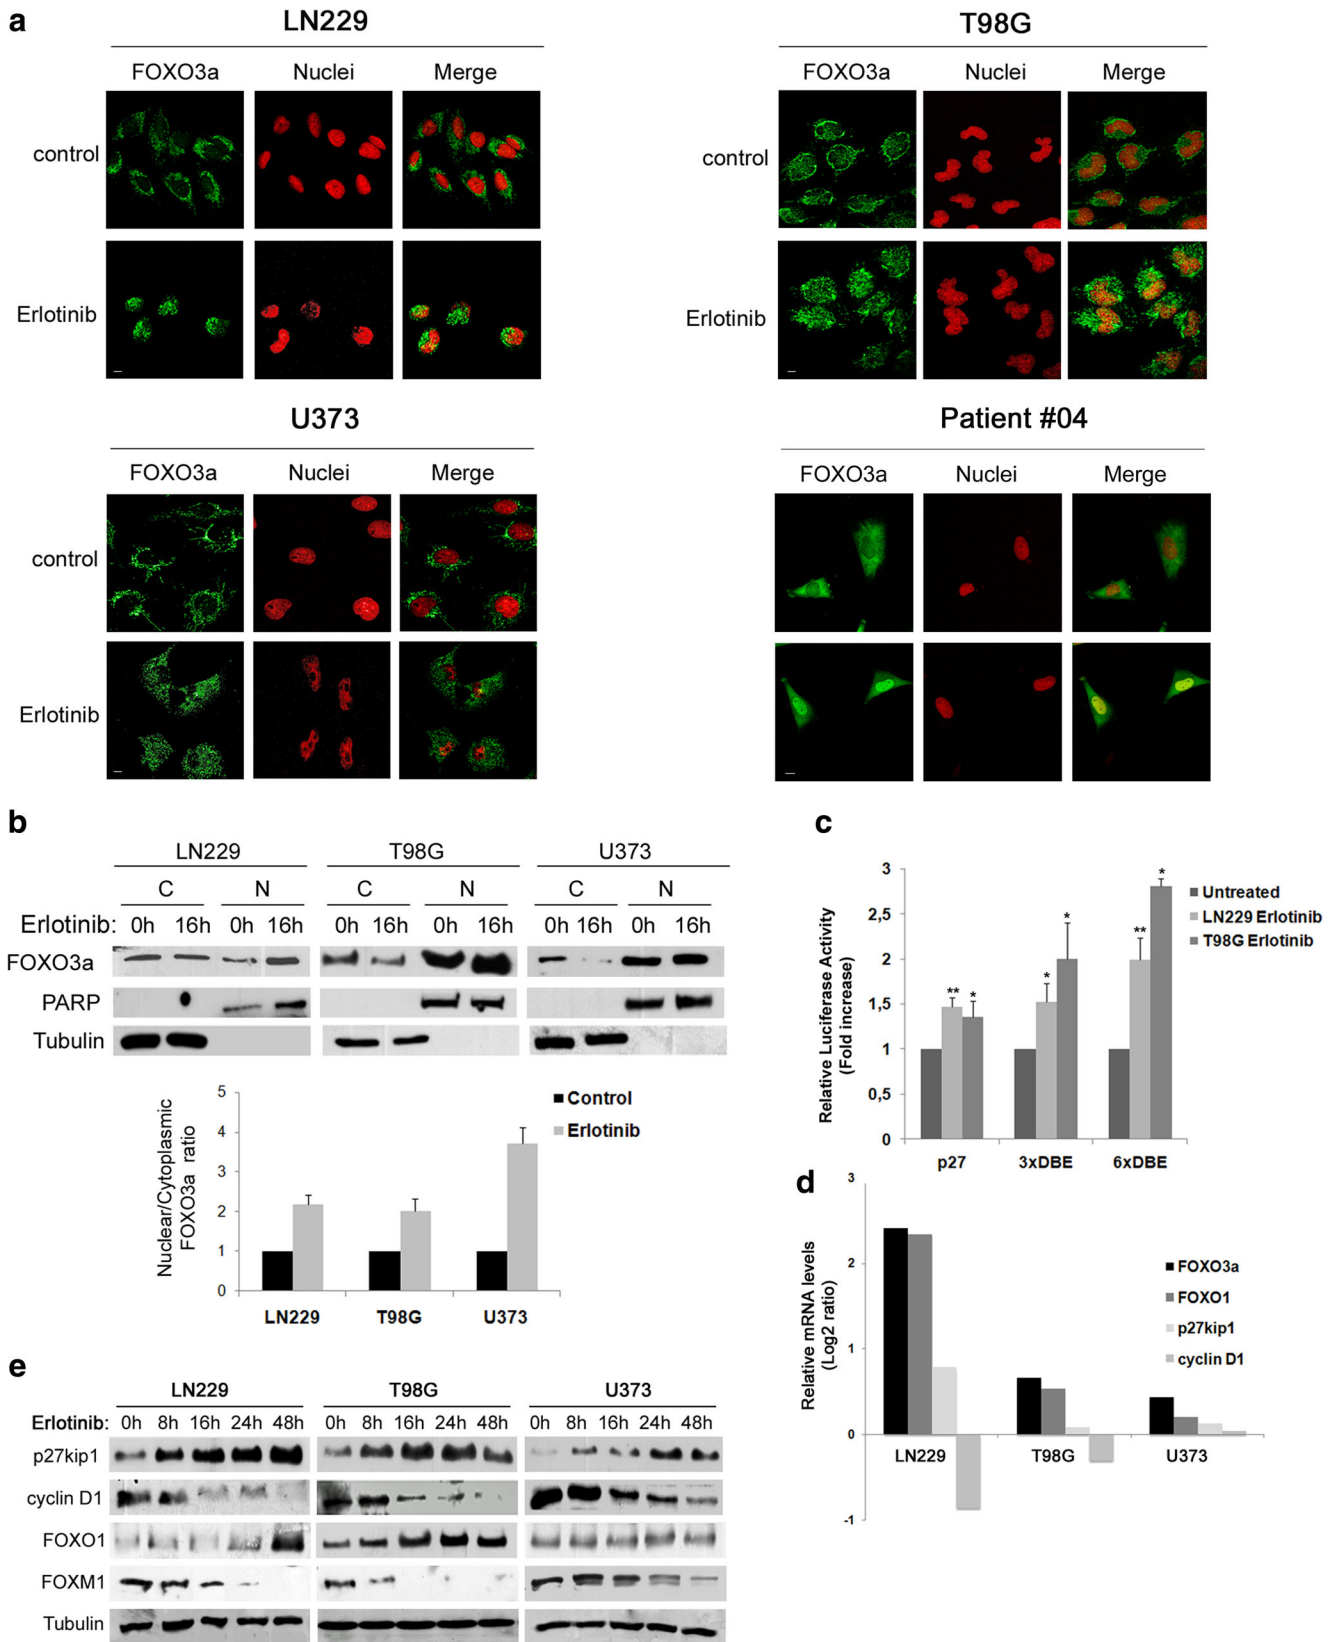 a
LN229
FOXO3a Nuclei Merge
control
Erlotinib
T98G
FOXO3a Nuclei Merge
control
Erlotinib
U373
FOXO3a Nuclei Merge
control
Erlotinib
Patient #04
FOXO3a Nuclei Merge
b
LN229 T98G U373
C N C N C N
Erlotinib: 0h 16h 0h 16h 0h 16h 0h 16h 0h 16h 0h 16h
FOXO3a
PARP
Tubulin
Nuclear/Cytoplasmic
FOXO3a ratio
5
4
3
2
1
0
Control
Erlotinib
LN229 T98G U373
c
Relative Luciferase Activity
(Fold increase)
3
2,5
2
1,5
1
0,5
0
** * * * ** *
Untreated
LN229 Erlotinib
T98G Erlotinib
p27 3xDBE 6xDBE
d
Relative mRNA levels
(Log2 ratio)
3
2
1
0
-1
FOXO3a
FOXO1
p27kip1
cyclin D1
LN229 T98G U373
e
LN229 T98G U373
Erlotinib: 0h 8h 16h 24h 48h 0h 8h 16h 24h 48h 0h 8h 16h 24h 48h
p27kip1
cyclin D1
FOXO1
FOXM1
Tubulin